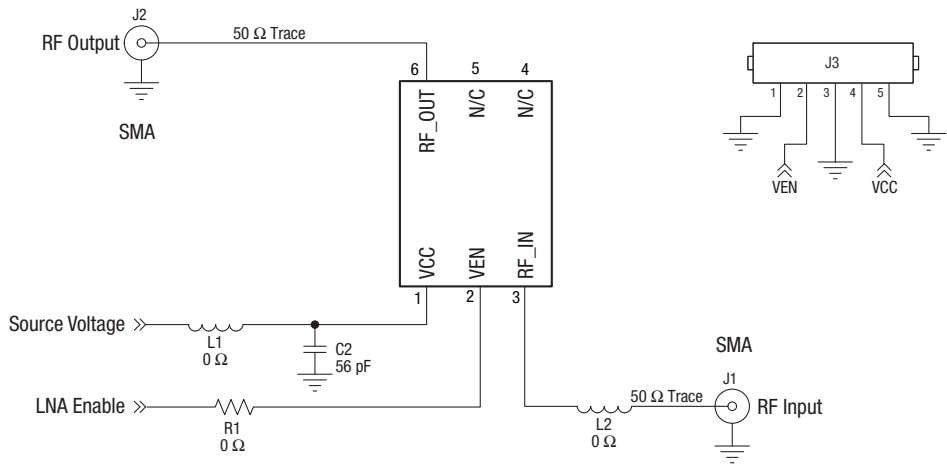 J2
RF Output
50 Ω Trace
SMA
6
5
4
RF_OUT
N/C
N/C
VCC
VEN
RF_IN
1
2
3
J3
1
2
3
4
5
VEN
VCC
Source Voltage
L1
0 Ω
C2
56 pF
LNA Enable
R1
0 Ω
L2
0 Ω
50 Ω Trace
SMA
J1
RF Input